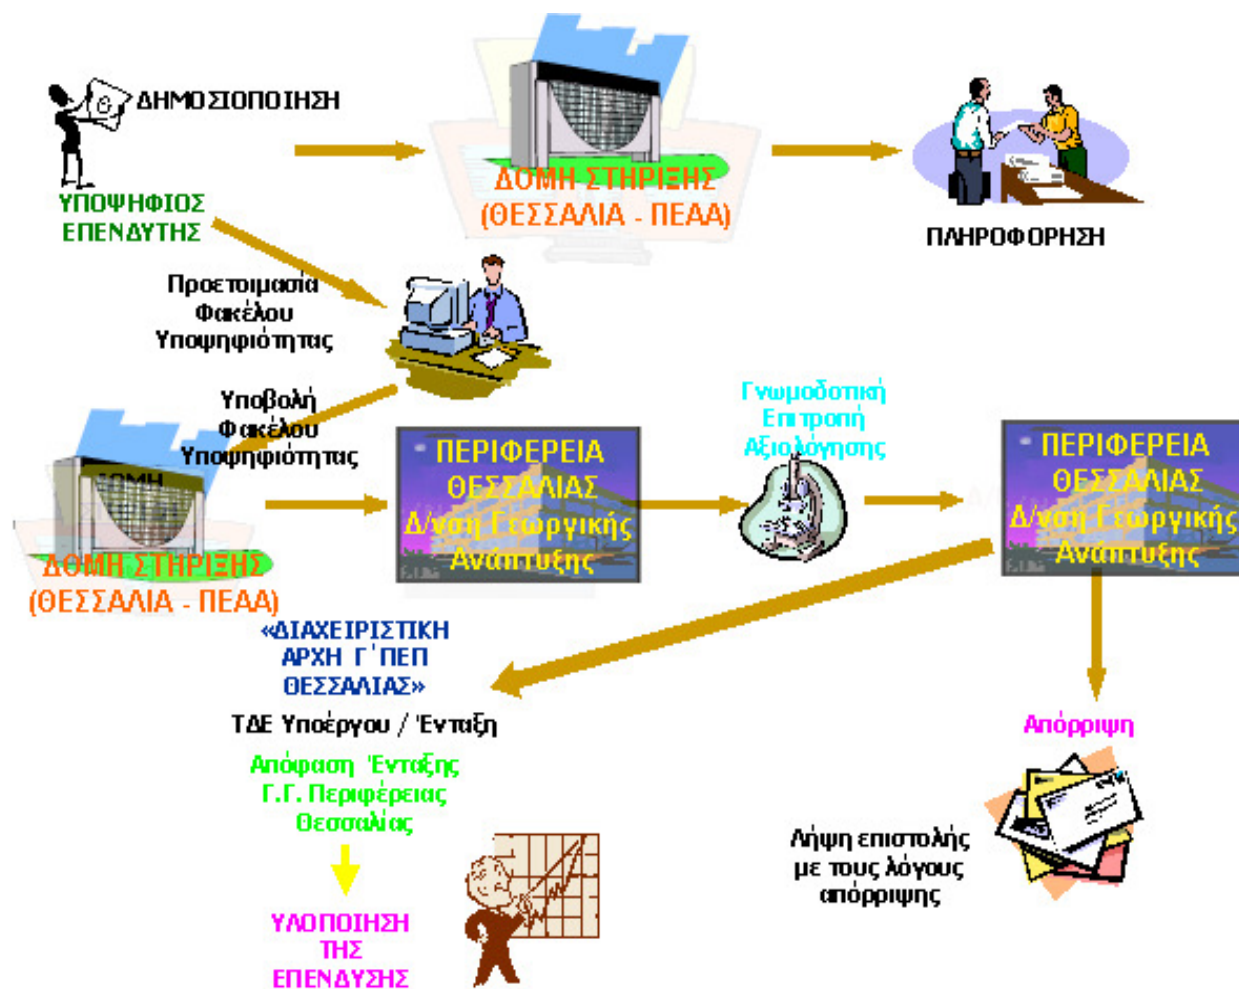 ΔΗΜΟΣΙΟΠΟΙΗΣΗ
ΥΠΟΨΗΦΙΟΣ
ΕΠΕΝΔΥΤΗΣ
ΔΟΜΗ ΣΤΗΡΙΞΗΣ
(ΘΕΣΣΑΛΙΑ - ΠΕΑΑ)
ΠΛΗΡΟΦΟΡΗΣΗ
Προετοιμασία
Φακέλου
Υποψηφιότητας
Υποβολή
Φακέλου
Υποψηφιότητας
ΔΟΜΗ
ΔΟΜΗ ΣΤΗΡΙΞΗΣ
(ΘΕΣΣΑΛΙΑ - ΠΕΑΑ)
ΠΕΡΙΦΕΡΕΙΑ
ΘΕΣΣΑΛΙΑΣ
Δ/νση Γεωργικής
Ανάπτυξης
Γνωμοδοτική
Επιτροπή
Αξιολόγησης
ΠΕΡΙΦΕΡΕΙΑ
ΘΕΣΣΑΛΙΑΣ
Δ/νση Γεωργικής
Ανάπτυξης
«ΔΙΑΧΕΙΡΙΣΤΙΚΗ
ΑΡΧΗ Γ΄ΠΕΠ
ΘΕΣΣΑΛΙΑΣ»
ΤΔΕ Υποέργου / Ένταξη
Απόφαση Ένταξης
Γ.Γ. Περιφέρειας
Θεσσαλίας
ΥΛΟΠΟΙΗΣΗ
ΤΗΣ
ΕΠΕΝΔΥΣΗΣ
Απόρριψη
Λήψη επιστολής
με τους λόγους
απόρριψης